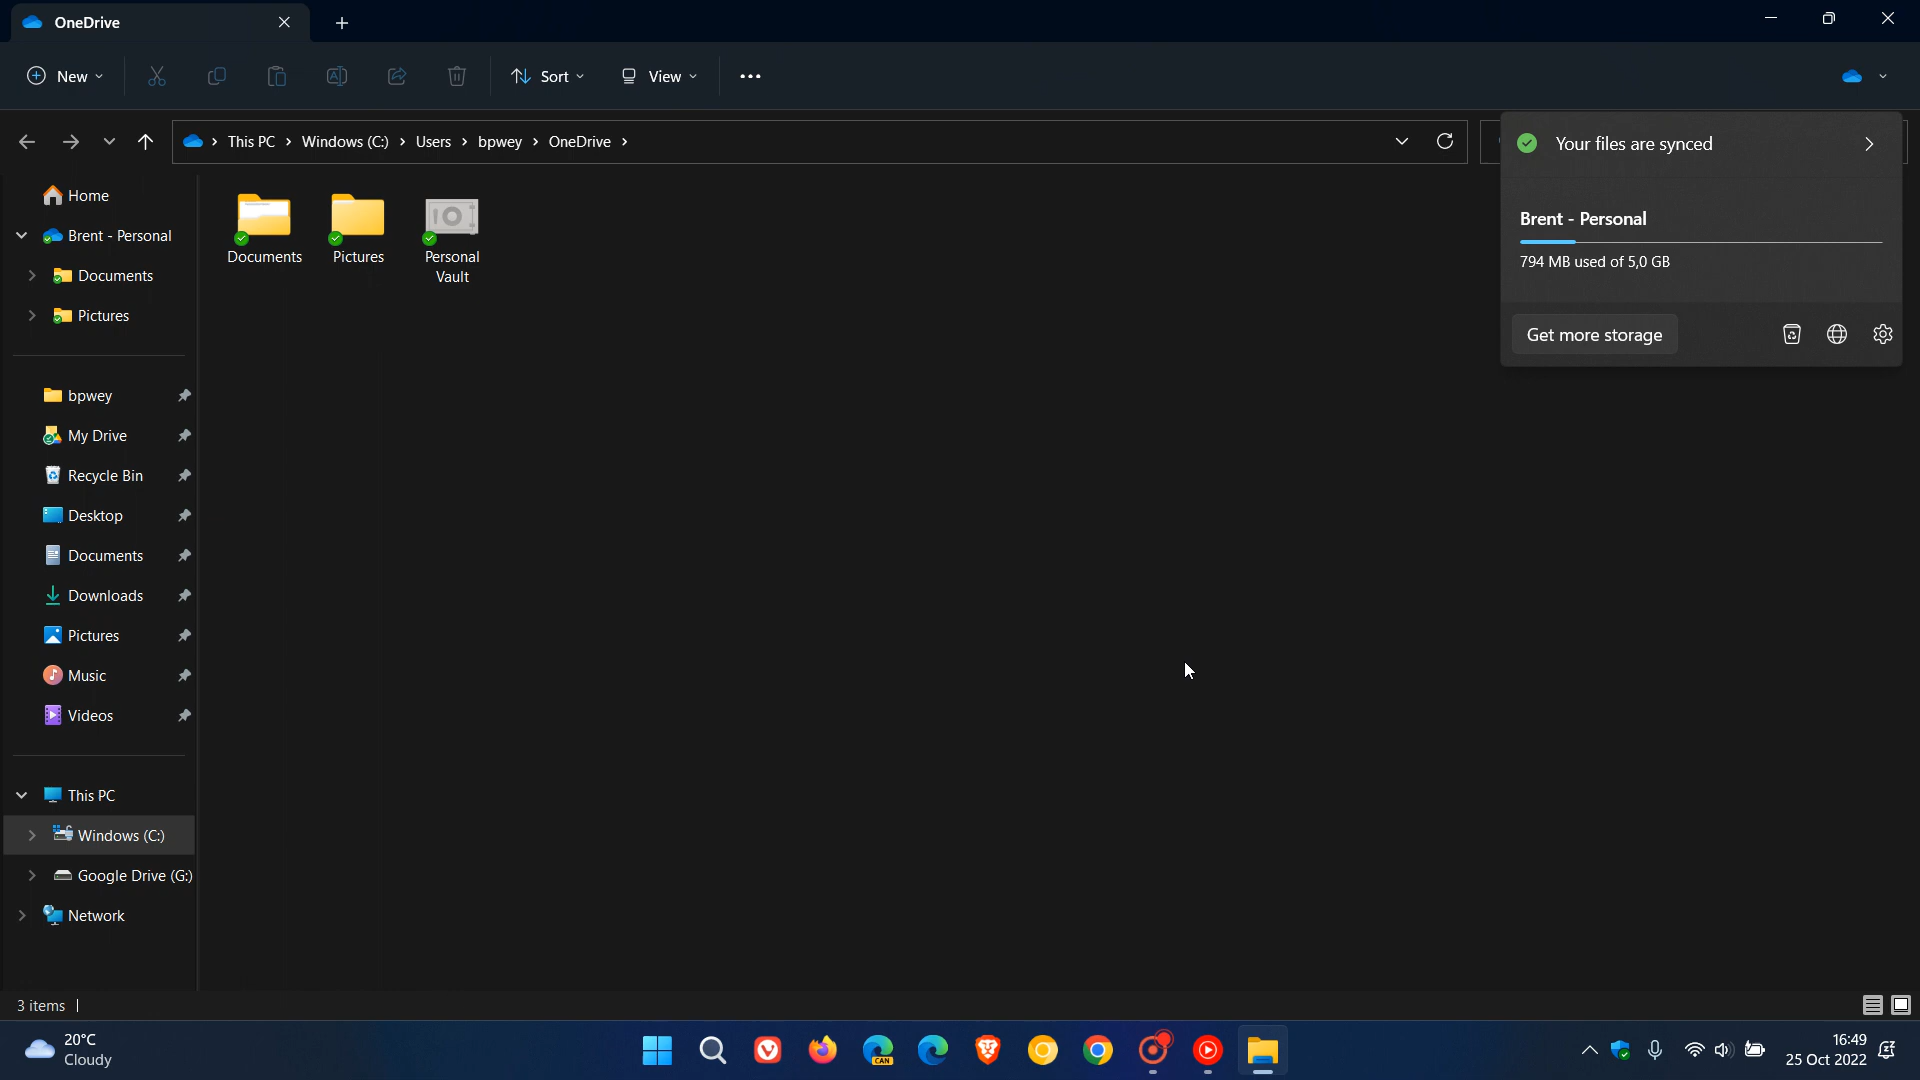 OneDrive
New
Sort
View
This PC
Windows (C:)
Users
bpwey
OneDrive
Your files are synced
Brent - Personal
794 MB used of 5,0 GB
Get more storage
Home
Brent - Personal
Documents
Pictures
bpwey
My Drive
Recycle Bin
Desktop
Documents
Downloads
Pictures
Music
Videos
This PC
Windows (C:)
Google Drive (G:)
Network
Documents
Pictures
Personal
Vault
3 items
20°C
Cloudy
CAN
16:49
25 Oct 2022